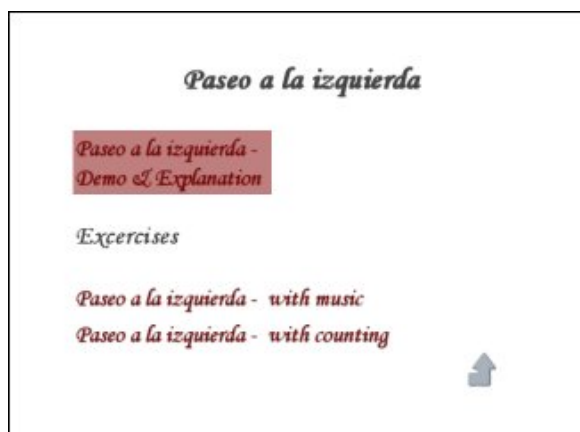 Paseo a la izquierda
Paseo a la izquierda -
Demo & Explanation
Excercises
Paseo a la izquierda - with music
Paseo a la izquierda - with counting